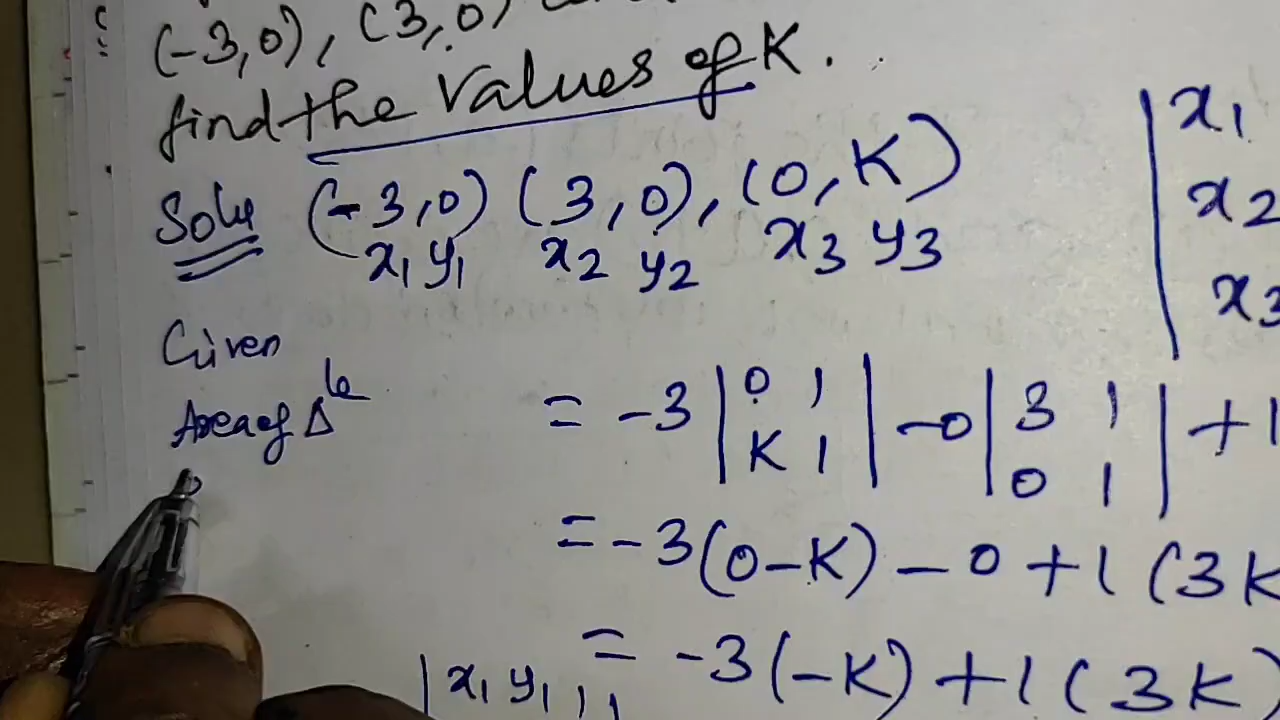 (-3,0), (3,0)
find the values of K.
Solu (-3,0) (3,0), (0,K)
x1 y1 x2 y2 x3 y3
x1
x2
x3
Given
Area of Δle
= -3 |0 1| -0 |3 1| +1
|K 1| |0 1|
= -3(0-K) - 0 + 1 (3K
= -3(-K) + 1 (3K)
|x1 y1